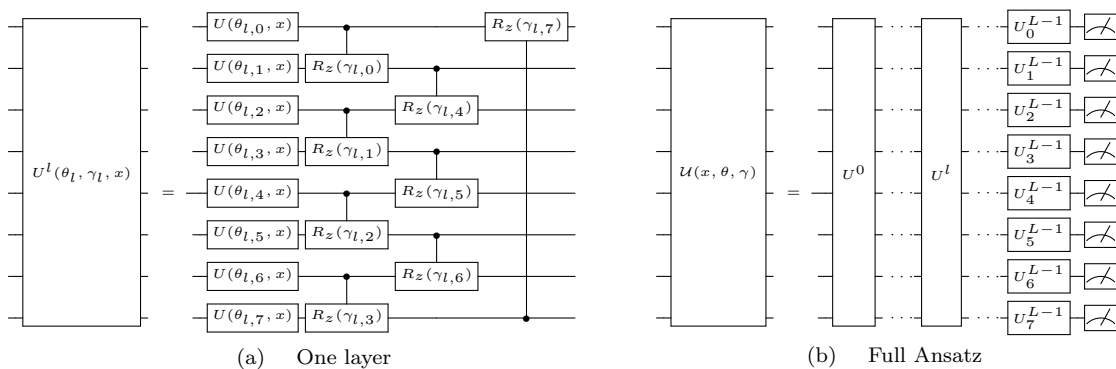 U(θ_{l,0}, x) R_z(γ_{l,7}) U_0^{L-1}
U(θ_{l,1}, x) R_z(γ_{l,0}) U_1^{L-1}
U(θ_{l,2}, x) R_z(γ_{l,4}) U_2^{L-1}
U(θ_{l,3}, x) R_z(γ_{l,1}) U_3^{L-1}
U^l(θ_l, γ_l, x) = U(θ_{l,4}, x) R_z(γ_{l,5}) 𝒰(x, θ, γ) = U^0 U^l U_4^{L-1}
U(θ_{l,5}, x) R_z(γ_{l,2}) U_5^{L-1}
U(θ_{l,6}, x) R_z(γ_{l,6}) U_6^{L-1}
U(θ_{l,7}, x) R_z(γ_{l,3}) U_7^{L-1}
(a) One layer (b) Full Ansatz